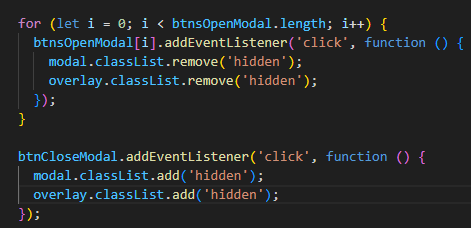 for (let i = 0; i < btnsOpenModal.length; i++) {
  btnsOpenModal[i].addEventListener('click', function () {
    modal.classList.remove('hidden');
    overlay.classList.remove('hidden');
  });
}

btnCloseModal.addEventListener('click', function () {
  modal.classList.add('hidden');
  overlay.classList.add('hidden');
});